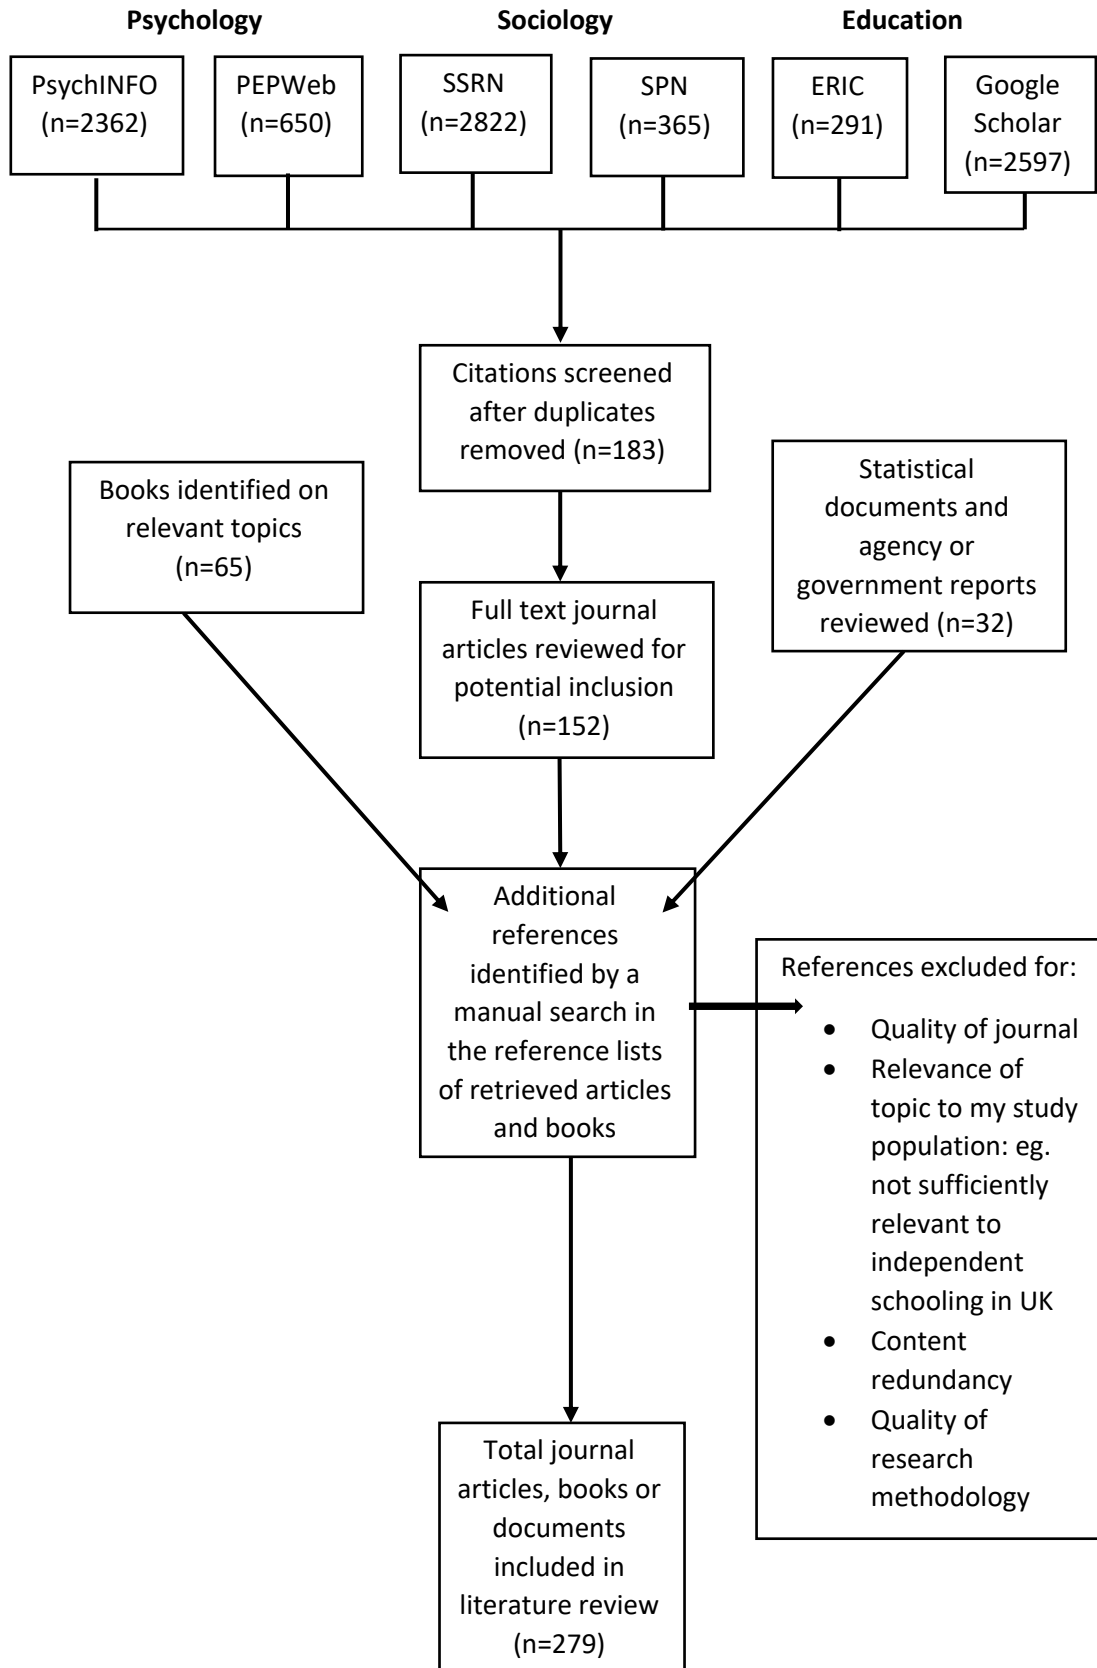 Psychology
Sociology
Education
PsychINFO
(n=2362)
PEPWeb
(n=650)
SSRN
(n=2822)
SPN
(n=365)
ERIC
(n=291)
Google
Scholar
(n=2597)
Citations screened
after duplicates
removed (n=183)
Books identified on
relevant topics
(n=65)
Statistical
documents and
agency or
government reports
reviewed (n=32)
Full text journal
articles reviewed for
potential inclusion
(n=152)
Additional
references
identified by a
manual search in
the reference lists
of retrieved articles
and books
References excluded for:
• Quality of journal
• Relevance of
topic to my study
population: eg.
not sufficiently
relevant to
independent
schooling in UK
• Content
redundancy
• Quality of
research
methodology
Total journal
articles, books or
documents
included in
literature review
(n=279)